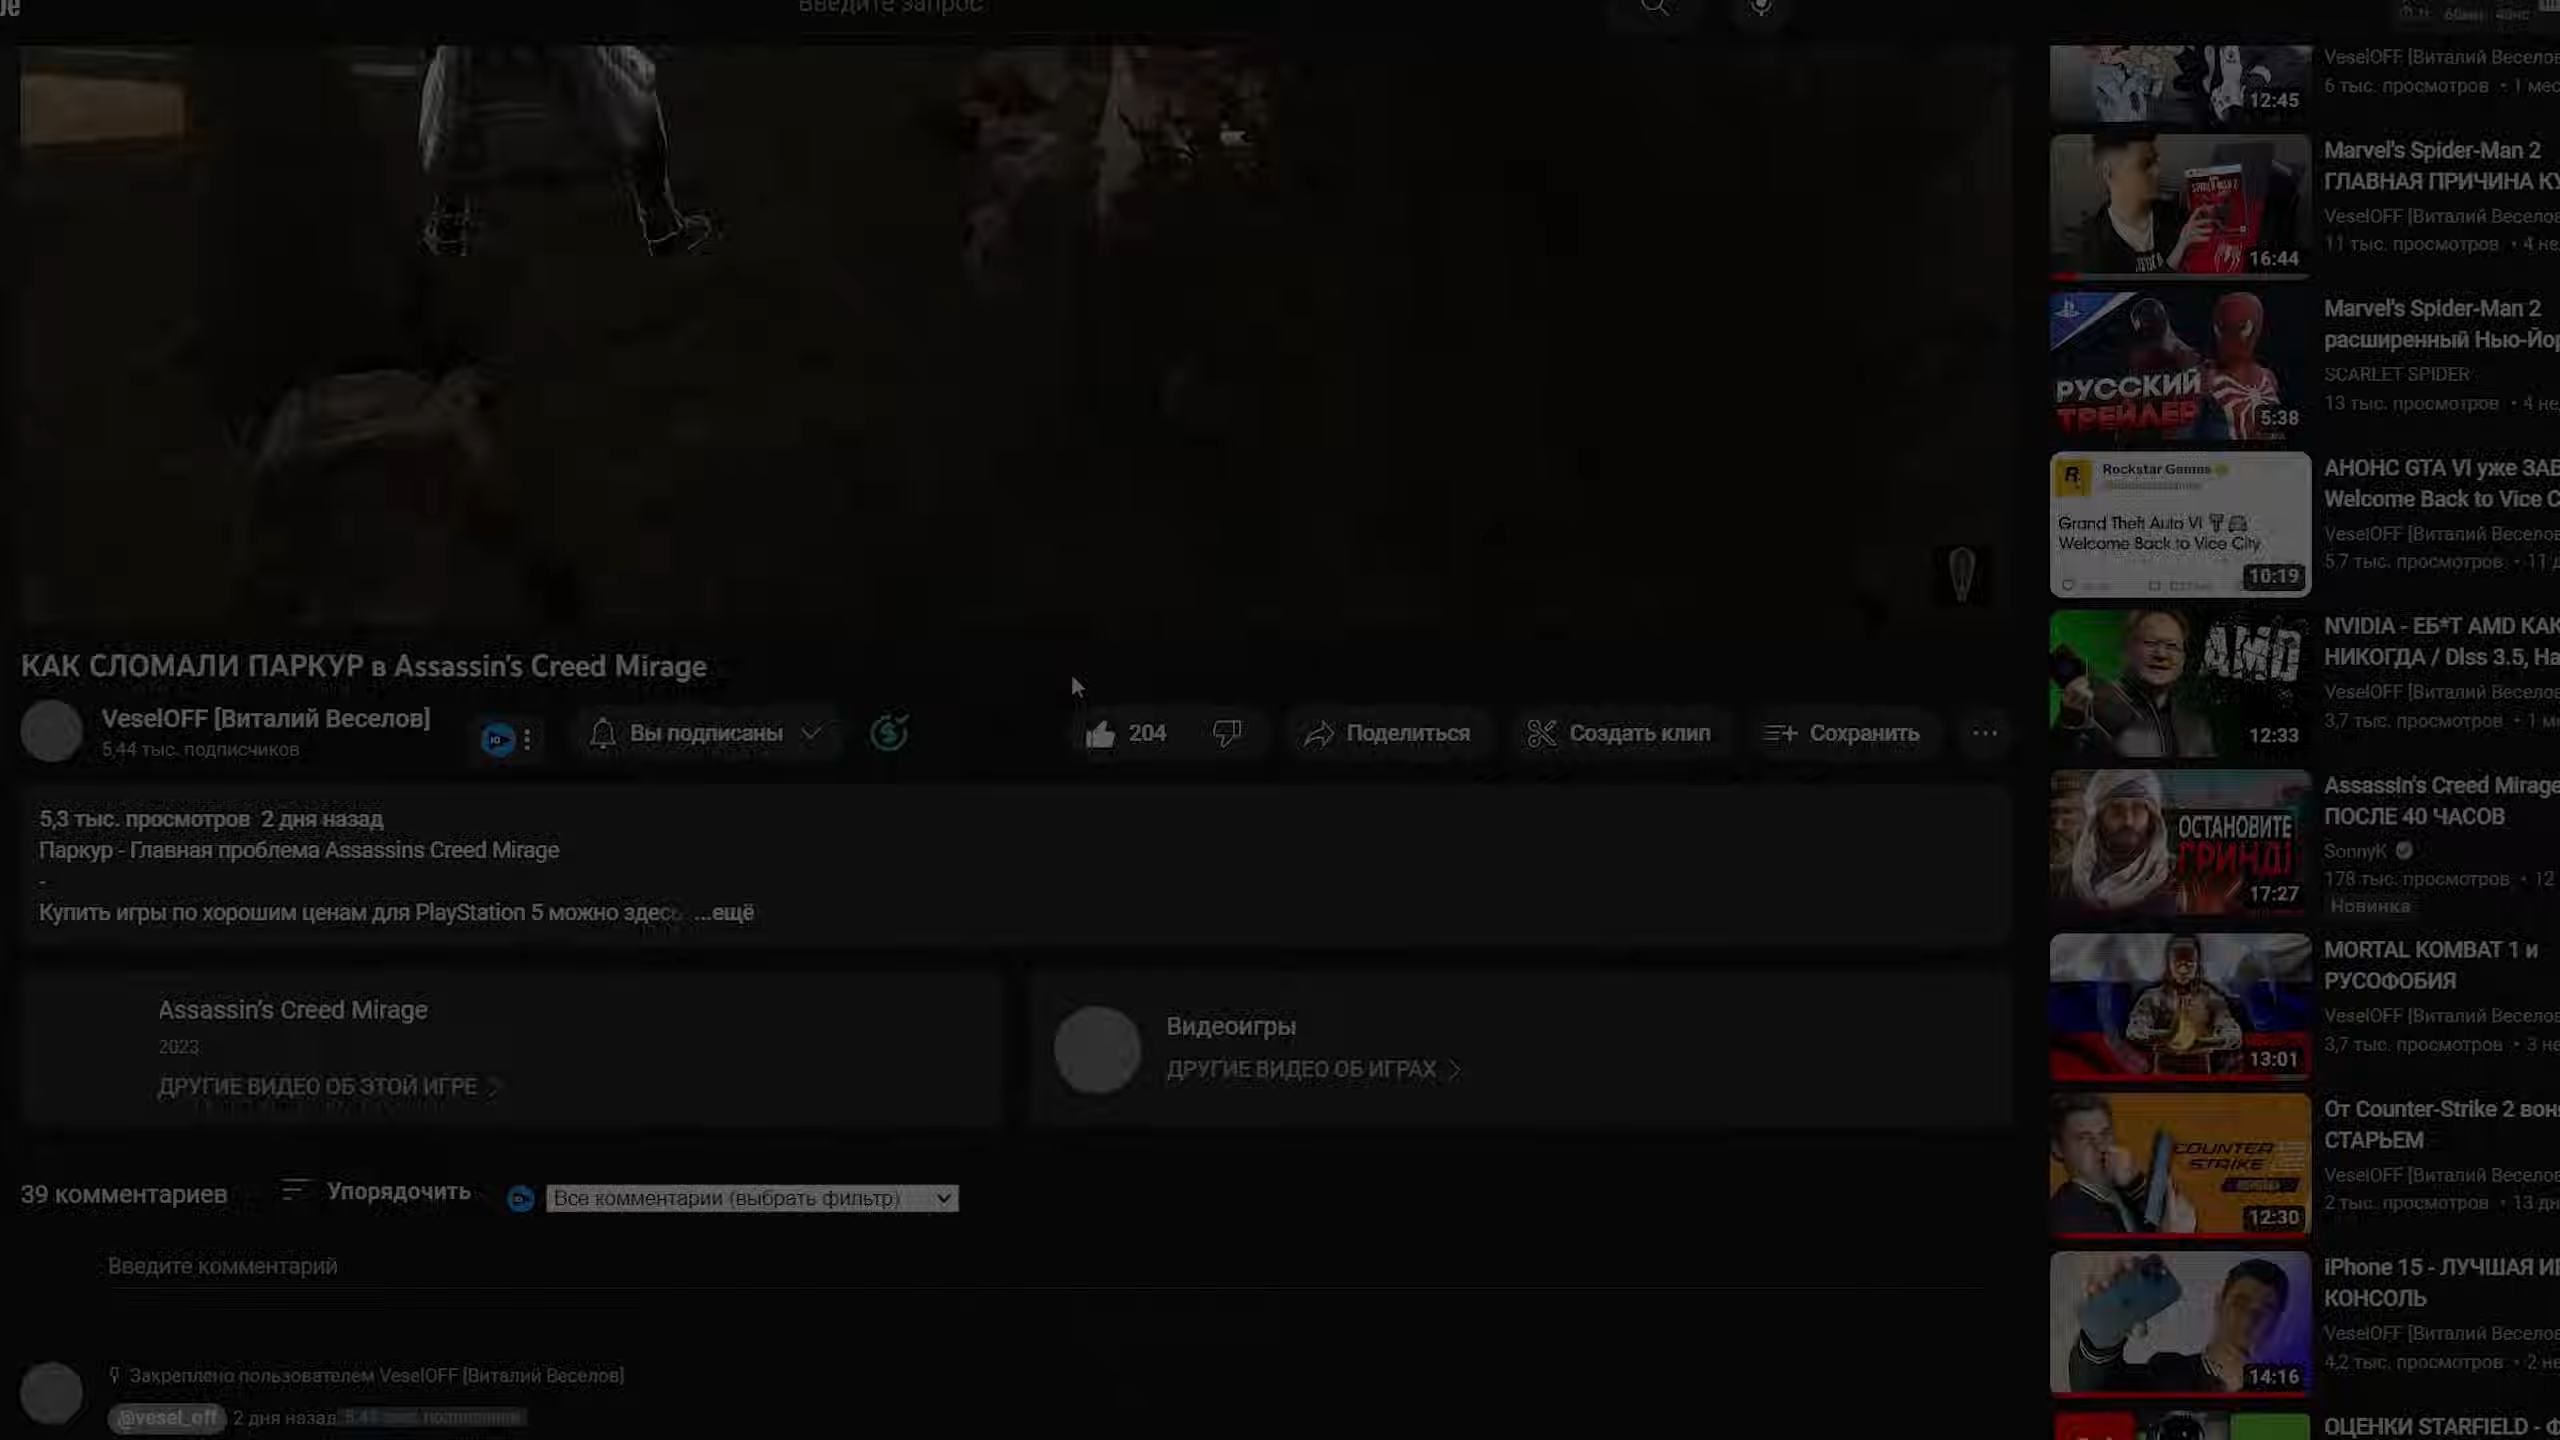 Введите запрос
КАК СЛОМАЛИ ПАРКУР в Assassin's Creed Mirage
VeselOFF [Виталий Веселов]
5,44 тыс. подписчиков
Вы подписаны
204
Поделиться
Создать клип
Сохранить
5,3 тыс. просмотров 2 дня назад
Паркур - Главная проблема Assassins Creed Mirage
-
Купить игры по хорошим ценам для PlayStation 5 можно здесь ...ещё
Assassin's Creed Mirage
2023
ДРУГИЕ ВИДЕО ОБ ЭТОЙ ИГРЕ
Видеоигры
ДРУГИЕ ВИДЕО ОБ ИГРАХ
39 комментариев
Упорядочить
Все комментарии (выбрать фильтр)
Введите комментарий
Закреплено пользователем VeselOFF [Виталий Веселов]
@vesel_off 2 дня назад
12:45
VeselOFF [Виталий Веселов
6 тыс. просмотров • 1 мес
16:44
Marvel's Spider-Man 2
ГЛАВНАЯ ПРИЧИНА
VeselOFF [Виталий Веселов
11 тыс. просмотров • 4
РУССКИЙ
ТРЕЙЛЕР
5:38
Marvel's Spider-Man 2
расширенный Нью-Йор
SCARLET SPIDER
13 тыс. просмотров • 4
Rockstar Games
Grand Theft Auto VI
Welcome Back to Vice City
10:19
АНОНС GTA VI уже
Welcome Back to Vice
VeselOFF [Виталий Веселов
5,7 тыс. просмотров • 11
AMD
12:33
NVIDIA - ЕБ*Т AMD КАК
НИКОГДА / Dlss 3.5,
VeselOFF [Виталий Веселов
3,7 тыс. просмотров • 1
ОСТАНОВИТЕ
ГРИНД!
17:27
Assassin's Creed Mirage
ПОСЛЕ 40 ЧАСОВ
SonnyK
178 тыс. просмотров • 12
Новинка
13:01
MORTAL KOMBAT 1 и
РУСОФОБИЯ
VeselOFF [Виталий Веселов
3,7 тыс. просмотров • 3
COUNTER
STRIKE
12:30
От Counter-Strike 2
СТАРЬЕМ
VeselOFF [Виталий Веселов
2 тыс. просмотров • 13
14:16
iPhone 15 - ЛУЧШАЯ
КОНСОЛЬ
VeselOFF [Виталий Веселов
4,2 тыс. просмотров • 2
ОЦЕНКИ STARFIELD -